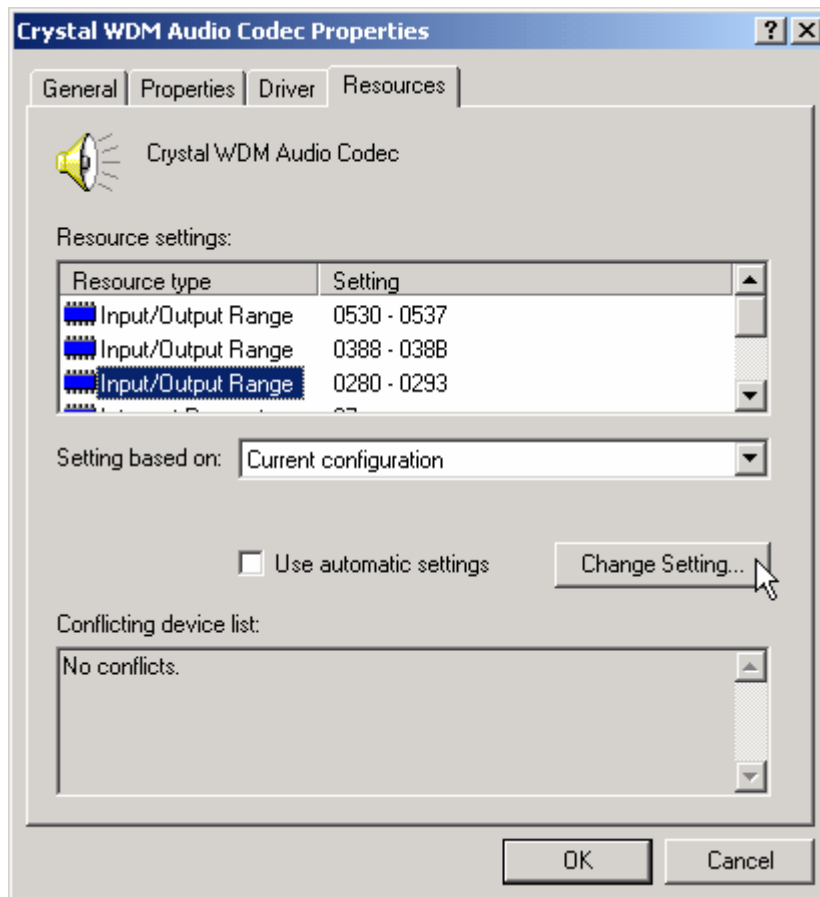 Crystal WDM Audio Codec Properties
General Properties Driver Resources
Crystal WDM Audio Codec
Resource settings:
Resource type Setting
Input/Output Range 0530 - 0537
Input/Output Range 0388 - 038B
Input/Output Range 0280 - 0293
Setting based on: Current configuration
Use automatic settings Change Setting...
Conflicting device list:
No conflicts.
OK Cancel